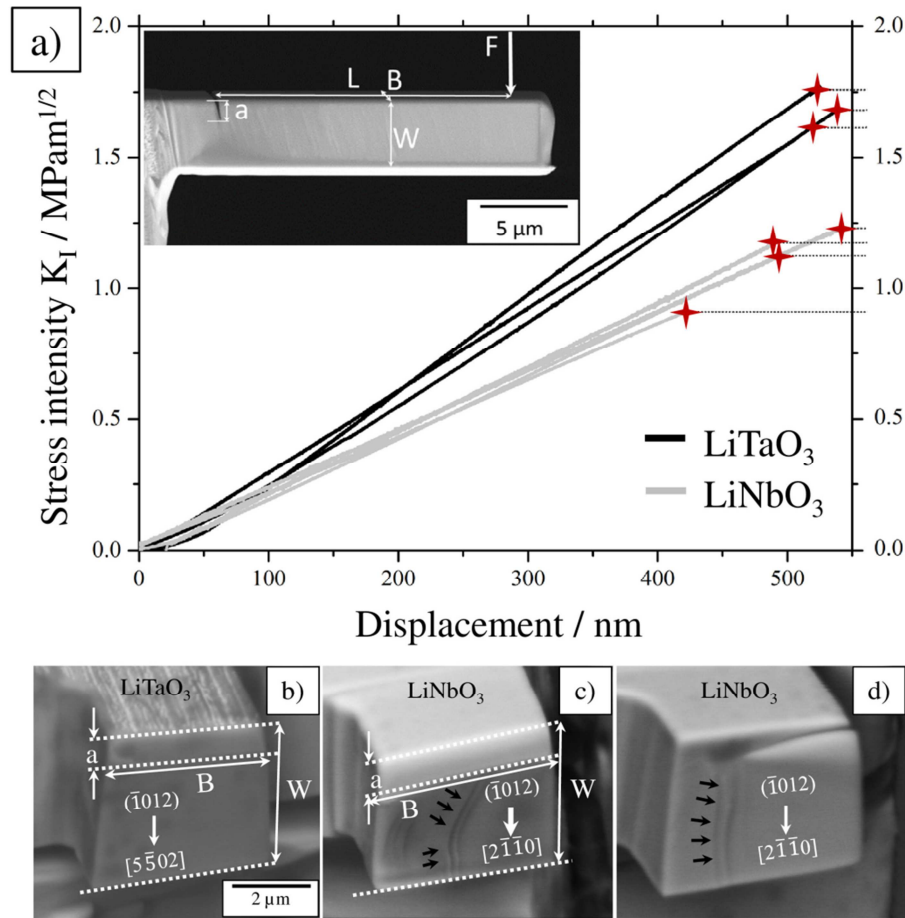 a)
2.0
1.5
1.0
0.5
0.0
Stress intensity K_I / MPam^1/2
2.0
1.5
1.0
0.5
0.0
F
L
B
a
W
5 µm
LiTaO₃
LiNbO₃
0 100 200 300 400 500
Displacement / nm
LiTaO₃
b)
a
B
W
(1̄012)
[55̄02]
2 µm
LiNbO₃
c)
a
B
W
(1̄012)
[21̄1̄0]
LiNbO₃
d)
(1̄012)
[21̄1̄0]